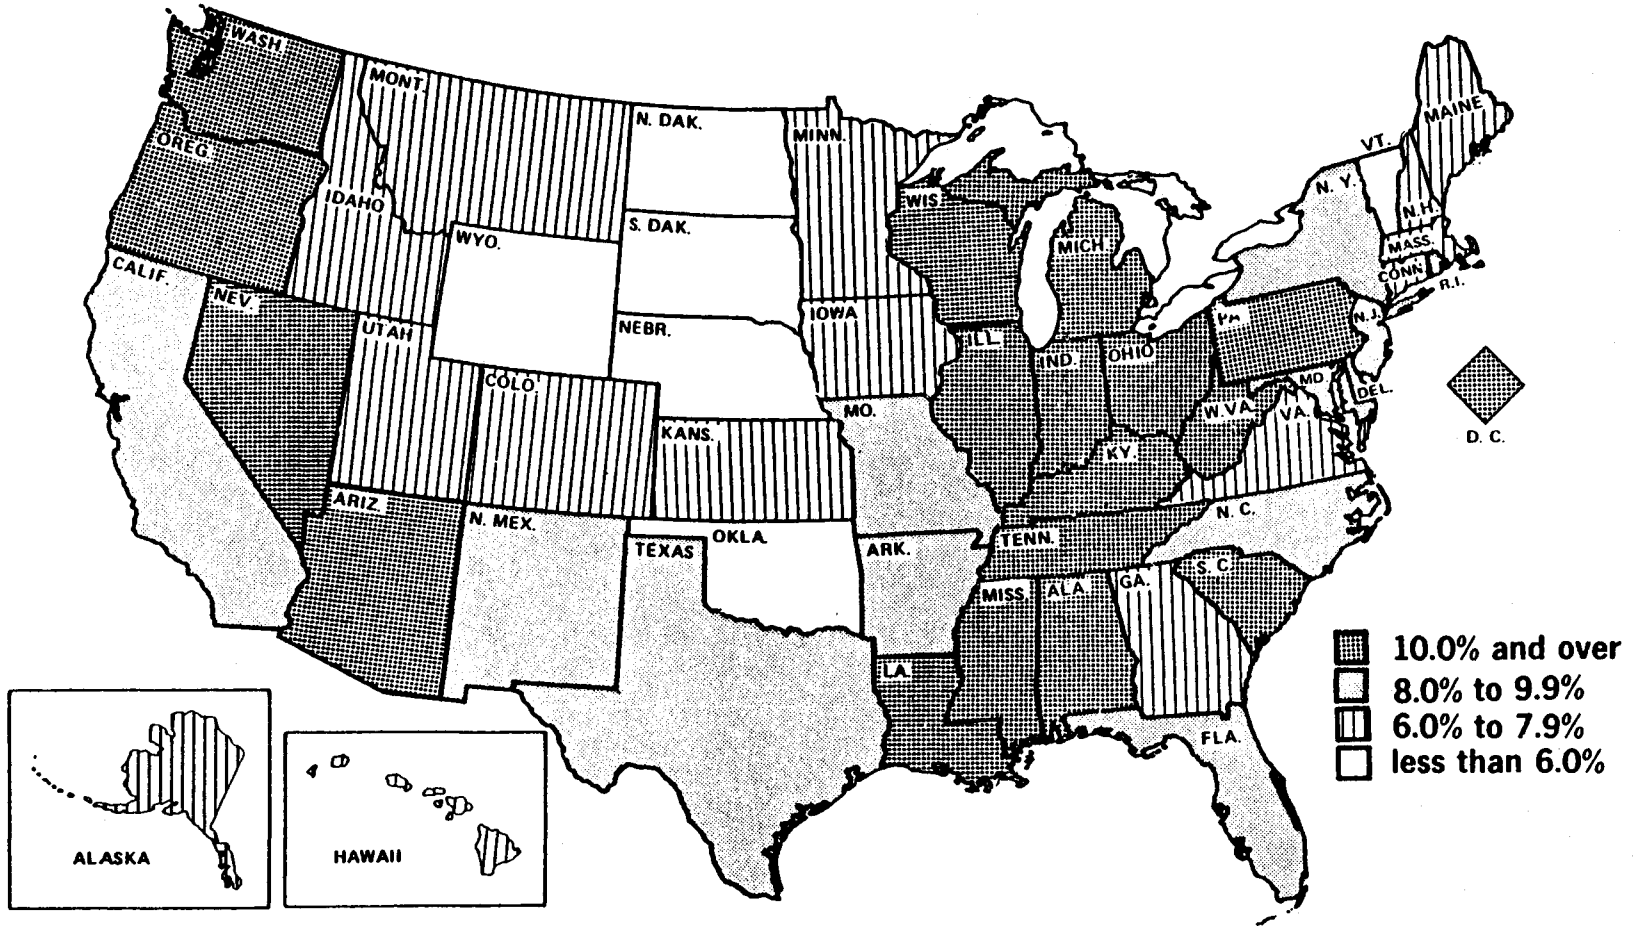 WASH
MONT.
OREG.
IDAHO
N. DAK.
MINN.
S. DAK.
WYO.
WIS.
MICH.
VT.
MAINE
N. Y.
N.H.
MASS.
CONN.
R.I.
CALIF.
NEV.
UTAH
NEBR.
IOWA
ILL.
IND.
OHIO
PA.
N.J.
COLO.
KANS.
MO.
KY.
W.VA.
VA.
MD.
DEL.
D. C.
ARIZ.
N. MEX.
TEXAS
OKLA.
ARK.
TENN.
N. C.
S. C.
MISS.
ALA.
GA.
LA.
FLA.
ALASKA
HAWAII
10.0% and over
8.0% to 9.9%
6.0% to 7.9%
less than 6.0%